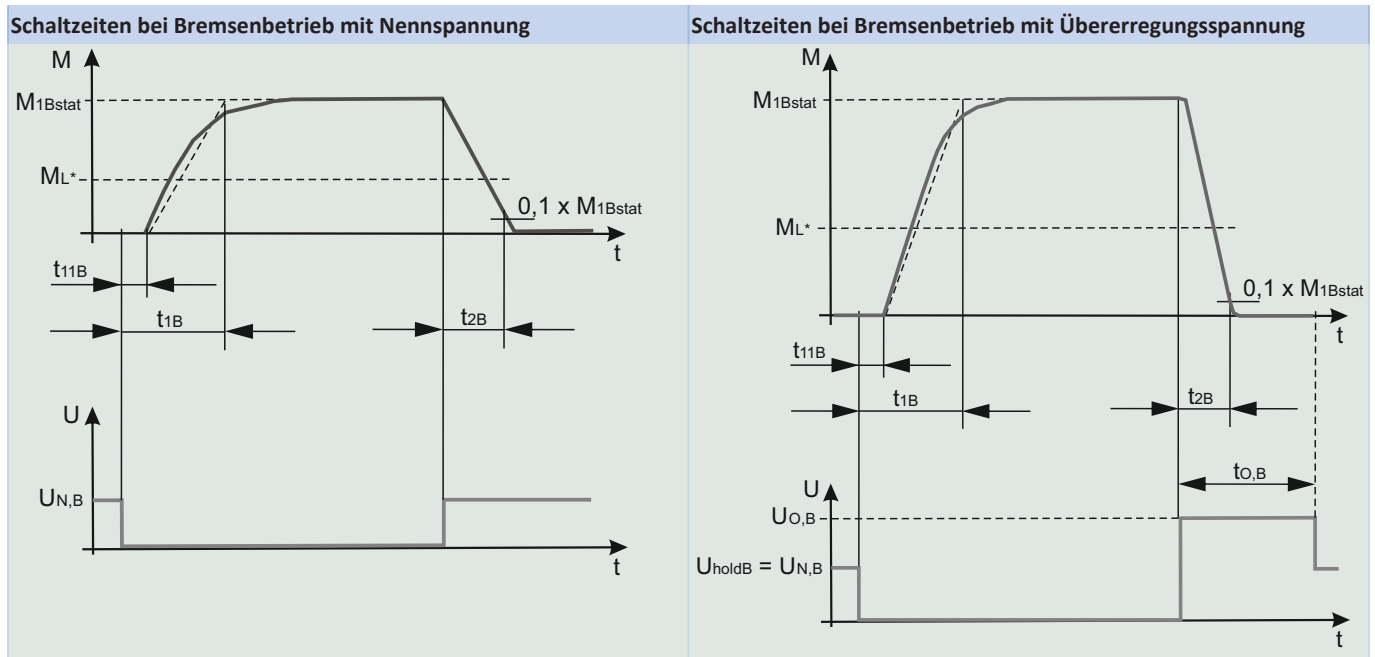 Schaltzeiten bei Bremsenbetrieb mit Nennspannung
M
M1Bstat
ML*
0,1 x M1Bstat
t
t11B
t1B
t2B
U
UN,B
t
Schaltzeiten bei Bremsenbetrieb mit Übererregungsspannung
M
M1Bstat
ML*
0,1 x M1Bstat
t
t11B
t1B
t2B
tO,B
U
UO,B
UholdB = UN,B
t